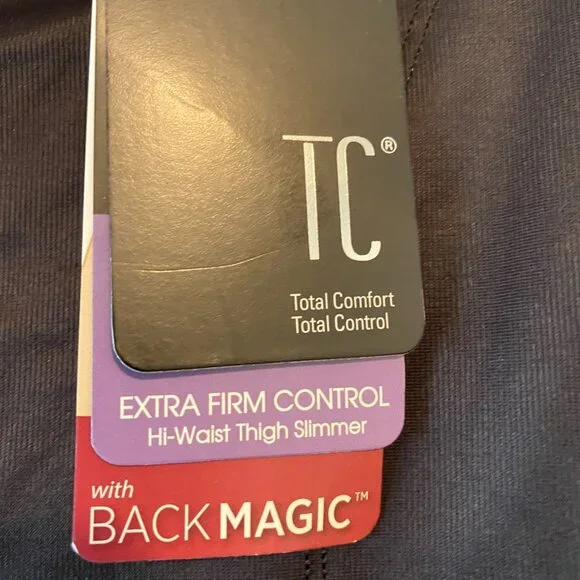 TC®
Total Comfort
Total Control
EXTRA FIRM CONTROL
Hi-Waist Thigh Slimmer
with
BACK MAGIC™